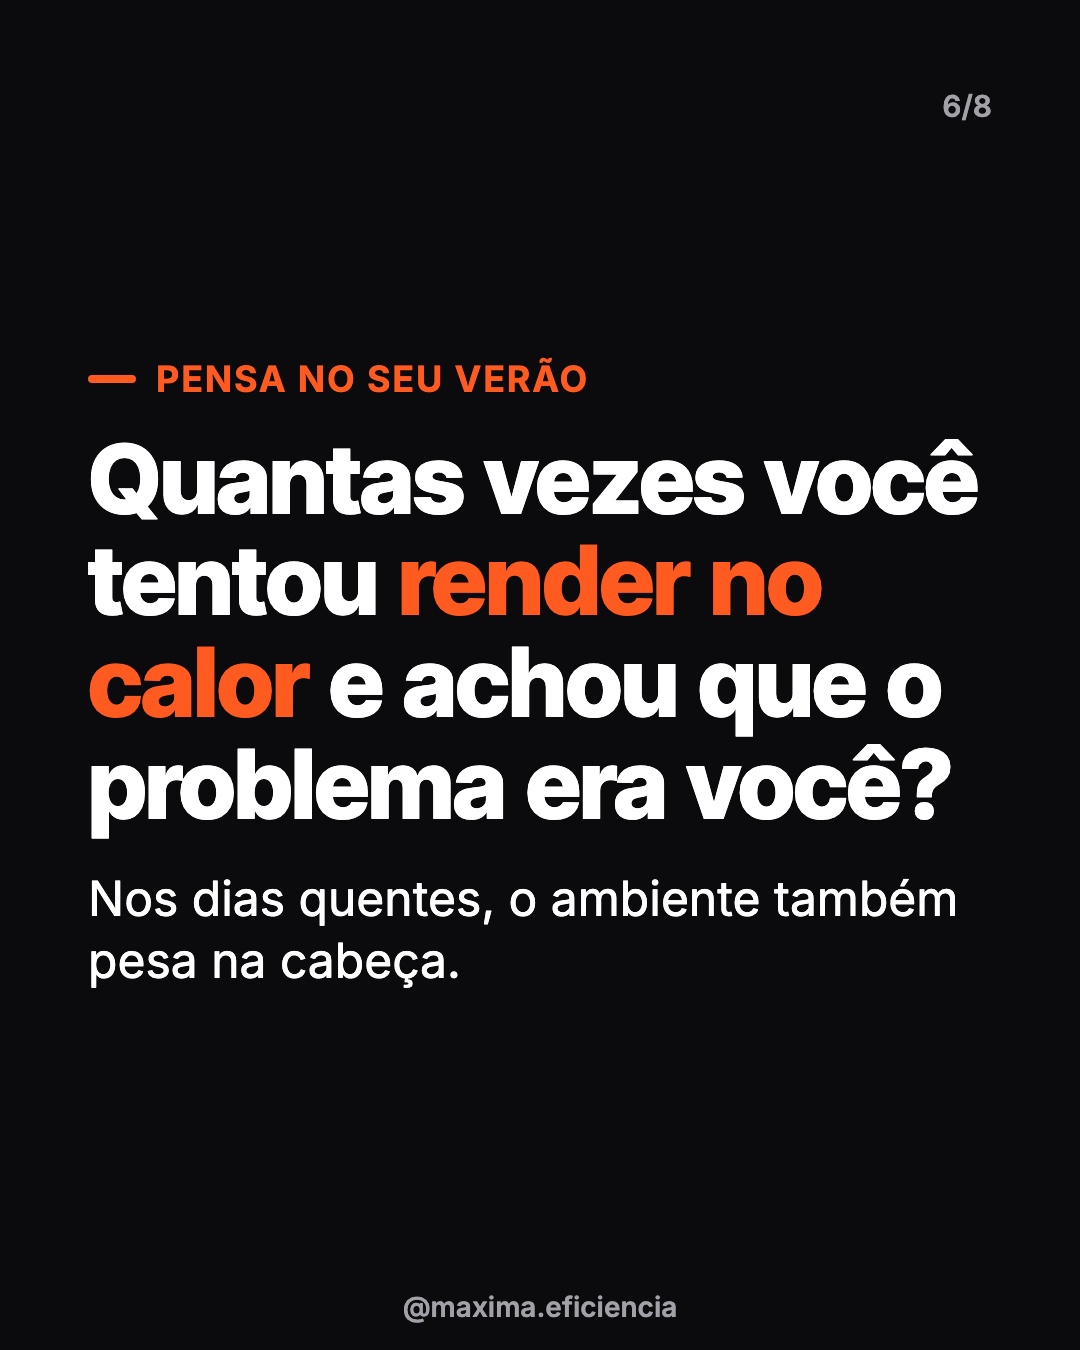 6/8
PENSA NO SEU VERÃO
Quantas vezes você
tentou render no
calor e achou que o
problema era você?
Nos dias quentes, o ambiente também
pesa na cabeça.
@maxima.eficiencia